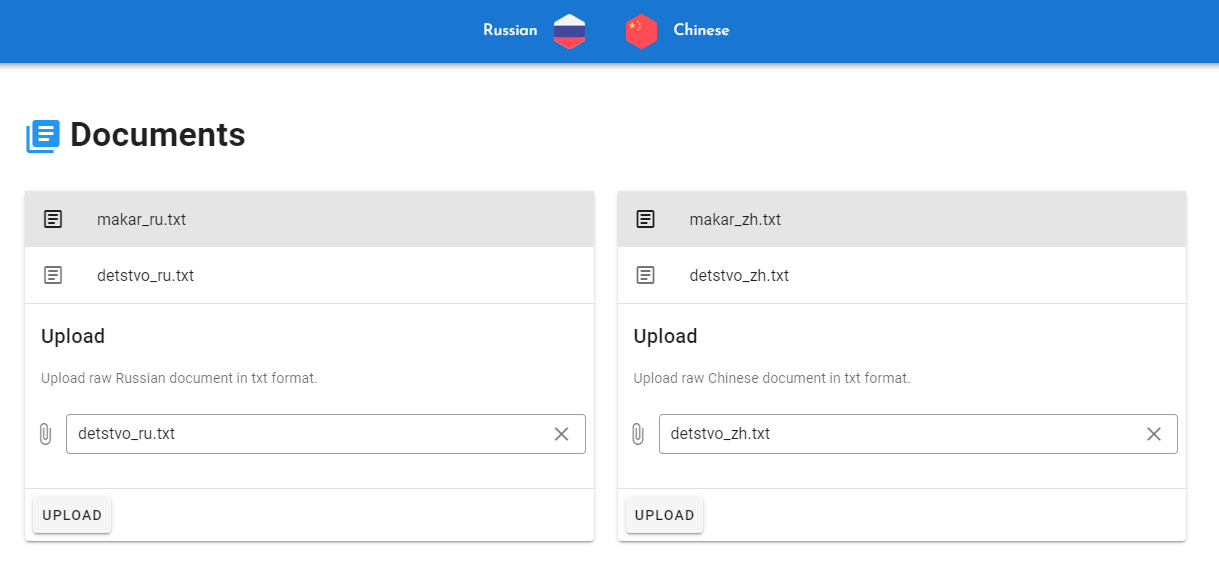 Russian Chinese
Documents
makar_ru.txt
detstvo_ru.txt
Upload
Upload raw Russian document in txt format.
detstvo_ru.txt
UPLOAD
makar_zh.txt
detstvo_zh.txt
Upload
Upload raw Chinese document in txt format.
detstvo_zh.txt
UPLOAD